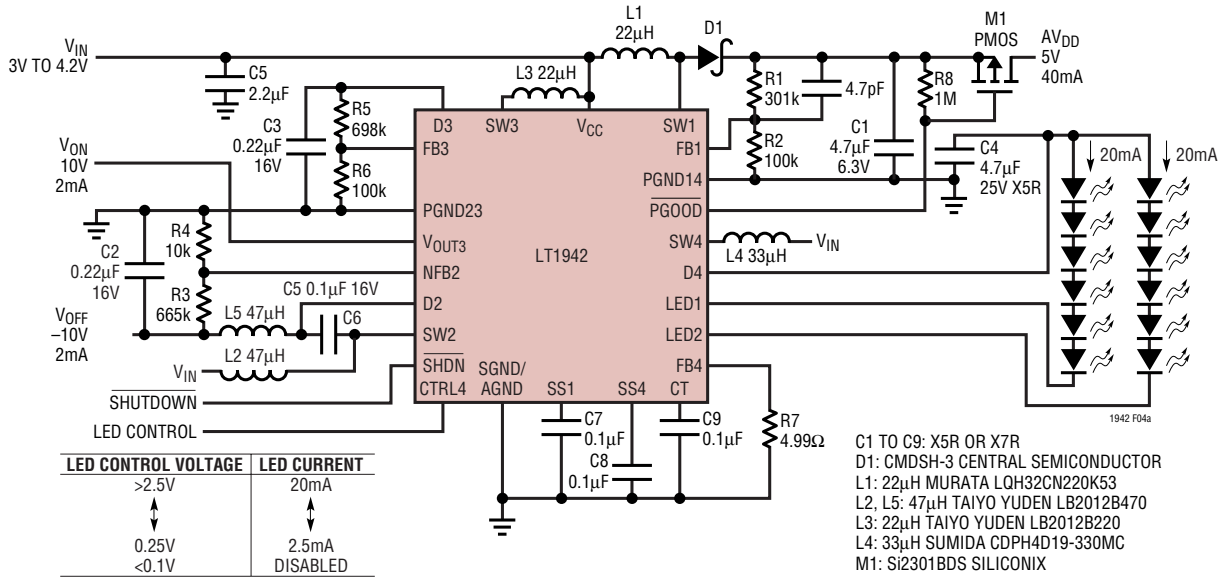 L1
22µH
D1
M1
PMOS
AVDD
5V
40mA
VIN
3V TO 4.2V
C5
2.2µF
L3 22µH
R5
698k
C3
0.22µF
16V
R6
100k
D3
SW3
VCC
SW1
FB3
FB1
R1
301k
4.7pF
R8
1M
R2
100k
C1
4.7µF
6.3V
C4
4.7µF
25V X5R
20mA
20mA
VON
10V
2mA
PGND14
PGND23
PGOOD
R4
10k
VOUT3
SW4
L4 33µH
VIN
LT1942
C2
0.22µF
16V
NFB2
D4
R3
665k
C5 0.1µF 16V
D2
LED1
VOFF
–10V
2mA
L5 47µH
C6
SW2
LED2
L2 47µH
VIN
SHDN
SGND/
AGND
FB4
SHUTDOWN
CTRL4
SS1
SS4
CT
LED CONTROL
C7
0.1µF
C8
0.1µF
C9
0.1µF
R7
4.99Ω
1942 F04a
LED CONTROL VOLTAGE LED CURRENT
>2.5V 20mA
0.25V 2.5mA
<0.1V DISABLED
C1 TO C9: X5R OR X7R
D1: CMDSH-3 CENTRAL SEMICONDUCTOR
L1: 22µH MURATA LQH32CN220K53
L2, L5: 47µH TAIYO YUDEN LB2012B470
L3: 22µH TAIYO YUDEN LB2012B220
L4: 33µH SUMIDA CDPH4D19-330MC
M1: Si2301BDS SILICONIX